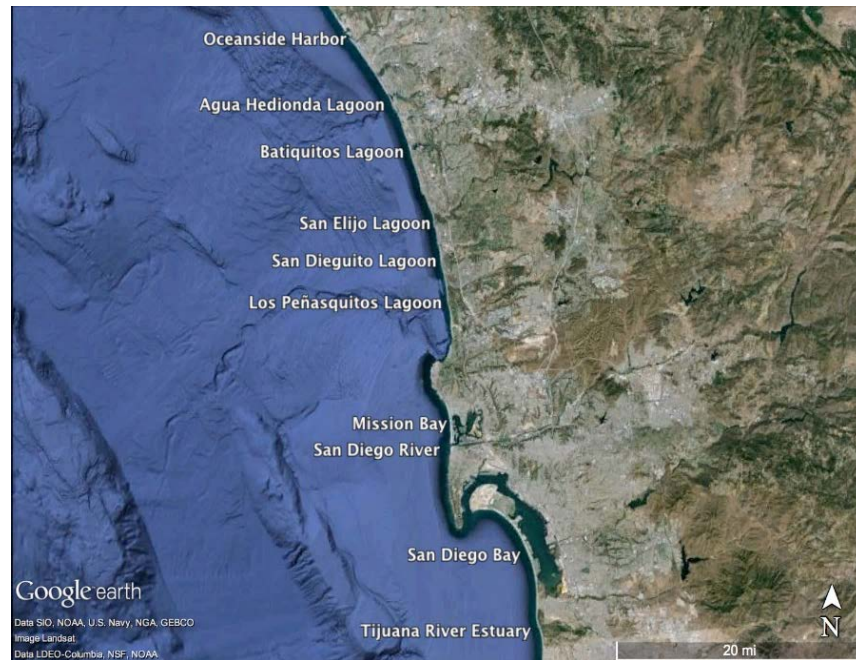 Oceanside Harbor
Agua Hedionda Lagoon
Batiquitos Lagoon
San Elijo Lagoon
San Dieguito Lagoon
Los Peñasquitos Lagoon
Mission Bay
San Diego River
San Diego Bay
Google earth
Data SIO, NOAA, U.S. Navy, NGA, GEBCO
Image Landsat
Data LDEO-Columbia, NSF, NOAA
Tijuana River Estuary
N
20 mi